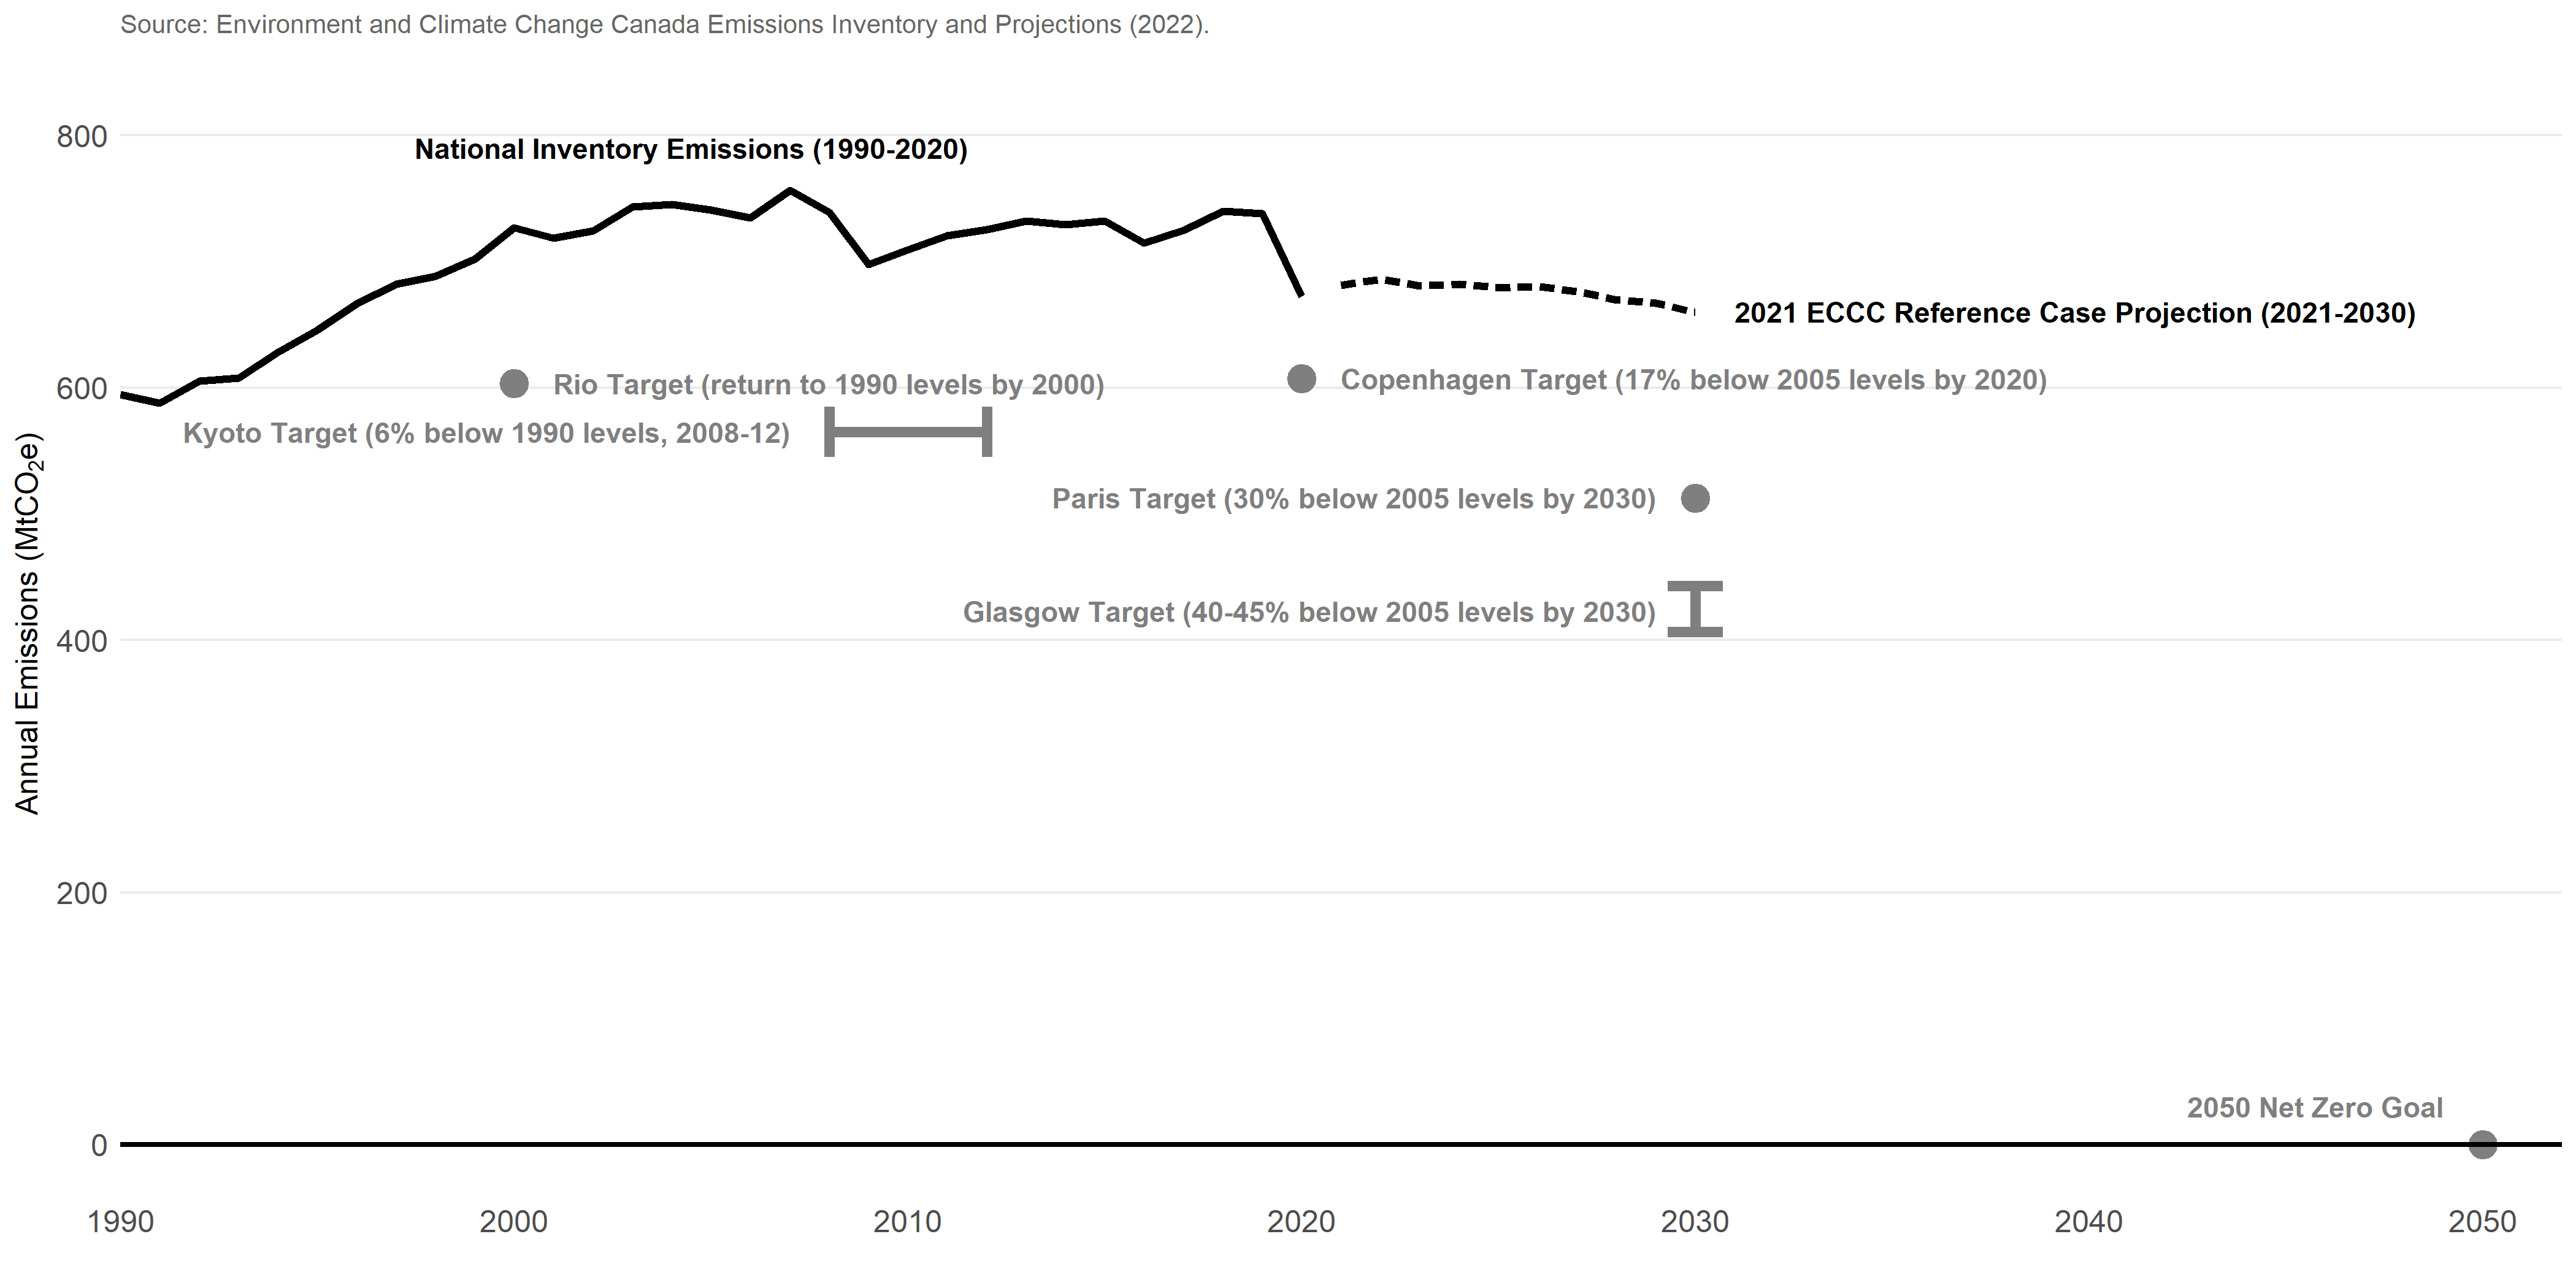 Source: Environment and Climate Change Canada Emissions Inventory and Projections (2022).
800
National Inventory Emissions (1990-2020)
2021 ECCC Reference Case Projection (2021-2030)
600
Rio Target (return to 1990 levels by 2000)
Copenhagen Target (17% below 2005 levels by 2020)
Kyoto Target (6% below 1990 levels, 2008-12)
Paris Target (30% below 2005 levels by 2030)
Glasgow Target (40-45% below 2005 levels by 2030)
400
Annual Emissions (MtCO₂e)
200
2050 Net Zero Goal
0
1990 2000 2010 2020 2030 2040 2050